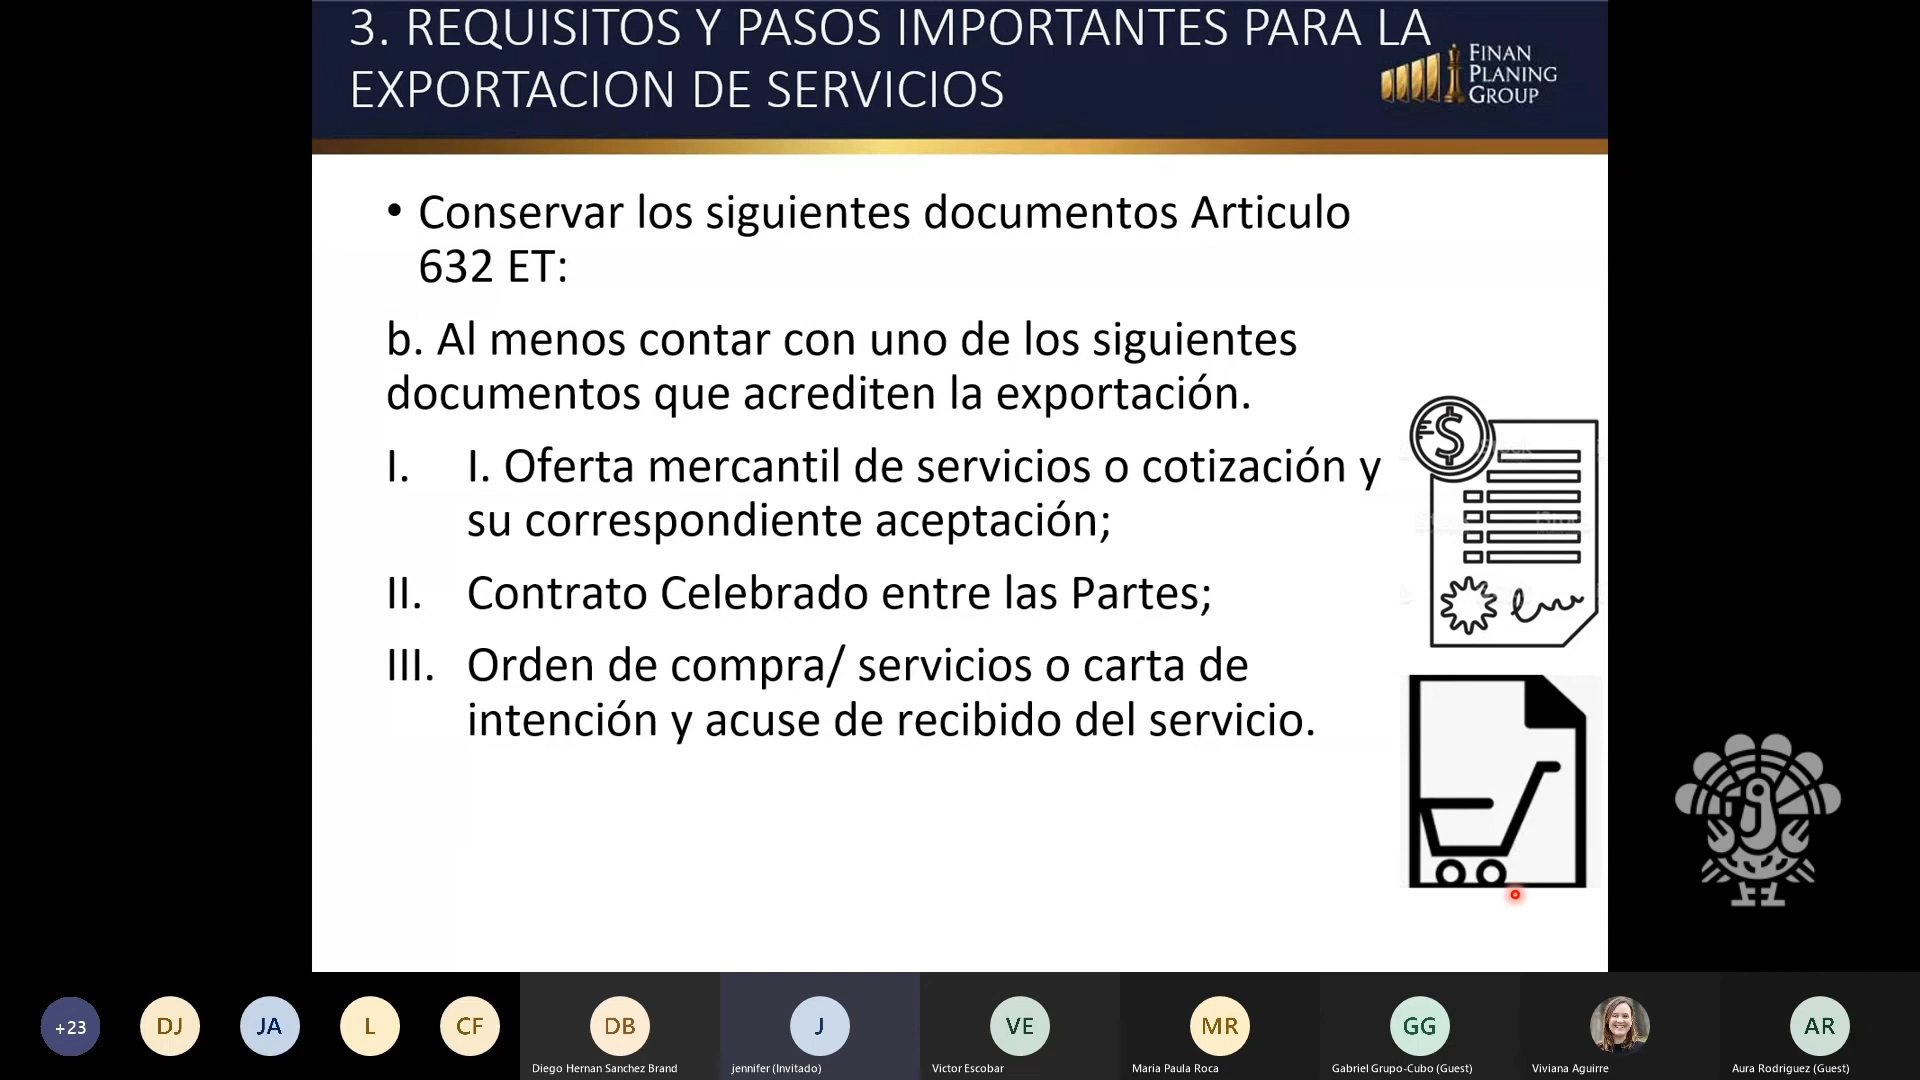 3. REQUISITOS Y PASOS IMPORTANTES PARA LA
EXPORTACION DE SERVICIOS
FINAN
PLANING
GROUP
• Conservar los siguientes documentos Articulo
632 ET:
b. Al menos contar con uno de los siguientes
documentos que acrediten la exportación.
I. I. Oferta mercantil de servicios o cotización y
su correspondiente aceptación;
II. Contrato Celebrado entre las Partes;
III. Orden de compra/ servicios o carta de
intención y acuse de recibido del servicio.
$
+23
DJ
JA
L
CF
DB
J
VE
MR
GG
AR
Diego Hernan Sanchez Brand
jennifer (Invitado)
Victor Escobar
Maria Paula Roca
Gabriel Grupo-Cubo (Guest)
Viviana Aguirre
Aura Rodriguez (Guest)